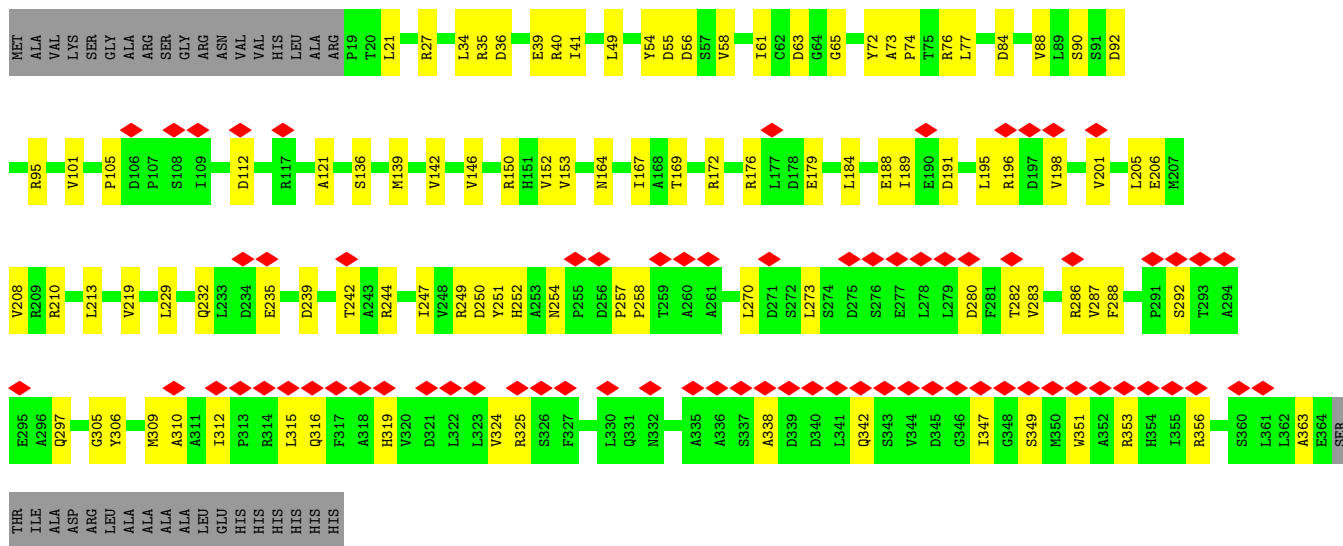 MET ALA VAL LYS SER GLY ALA ARG SER GLY ARG ASN VAL VAL HIS LEU ALA ARG P19 T20 L21 R27 L34 R35 D36 E39 R40 I41 L49 Y54 D55 D56 S57 V58 I61 C62 D63 G64 G65 Y72 A73 P74 T75 R76 L77 D84 V88 L89 S90 S91 D92
R95 V101 P105 D106 P107 S108 I109 D112 R117 A121 S136 M139 V142 V146 R150 H151 V152 V153 N164 I167 A168 T169 R172 R176 L177 D178 E179 L184 E188 I189 E190 D191 L195 R196 D197 V198 V201 L205 E206 M207
V208 R209 R210 L213 V219 L229 Q232 L233 D234 E235 D239 T242 A243 R244 I247 V248 R249 D250 Y251 H252 A253 N254 P255 D256 P257 P258 T259 A260 A261 L270 D271 S272 L273 S274 D275 S276 E277 L278 L279 D280 F281 T282 V283 R286 V287 F288 P291 S292 T293 A294
E295 A296 Q297 G305 Y306 M309 A310 A311 I312 P313 R314 L315 Q316 F317 A318 H319 V320 D321 L322 L323 V324 R325 S326 F327 L330 Q331 N332 A335 A336 S337 A338 D339 D340 L341 Q342 S343 V344 D345 G346 I347 G348 S349 M350 W351 A352 R353 H354 I355 R356 S360 L361 L362 A363 E364 SER
THR ILE ALA ASP ARG LEU ALA ALA ALA ALA LEU GLU HIS HIS HIS HIS HIS HIS